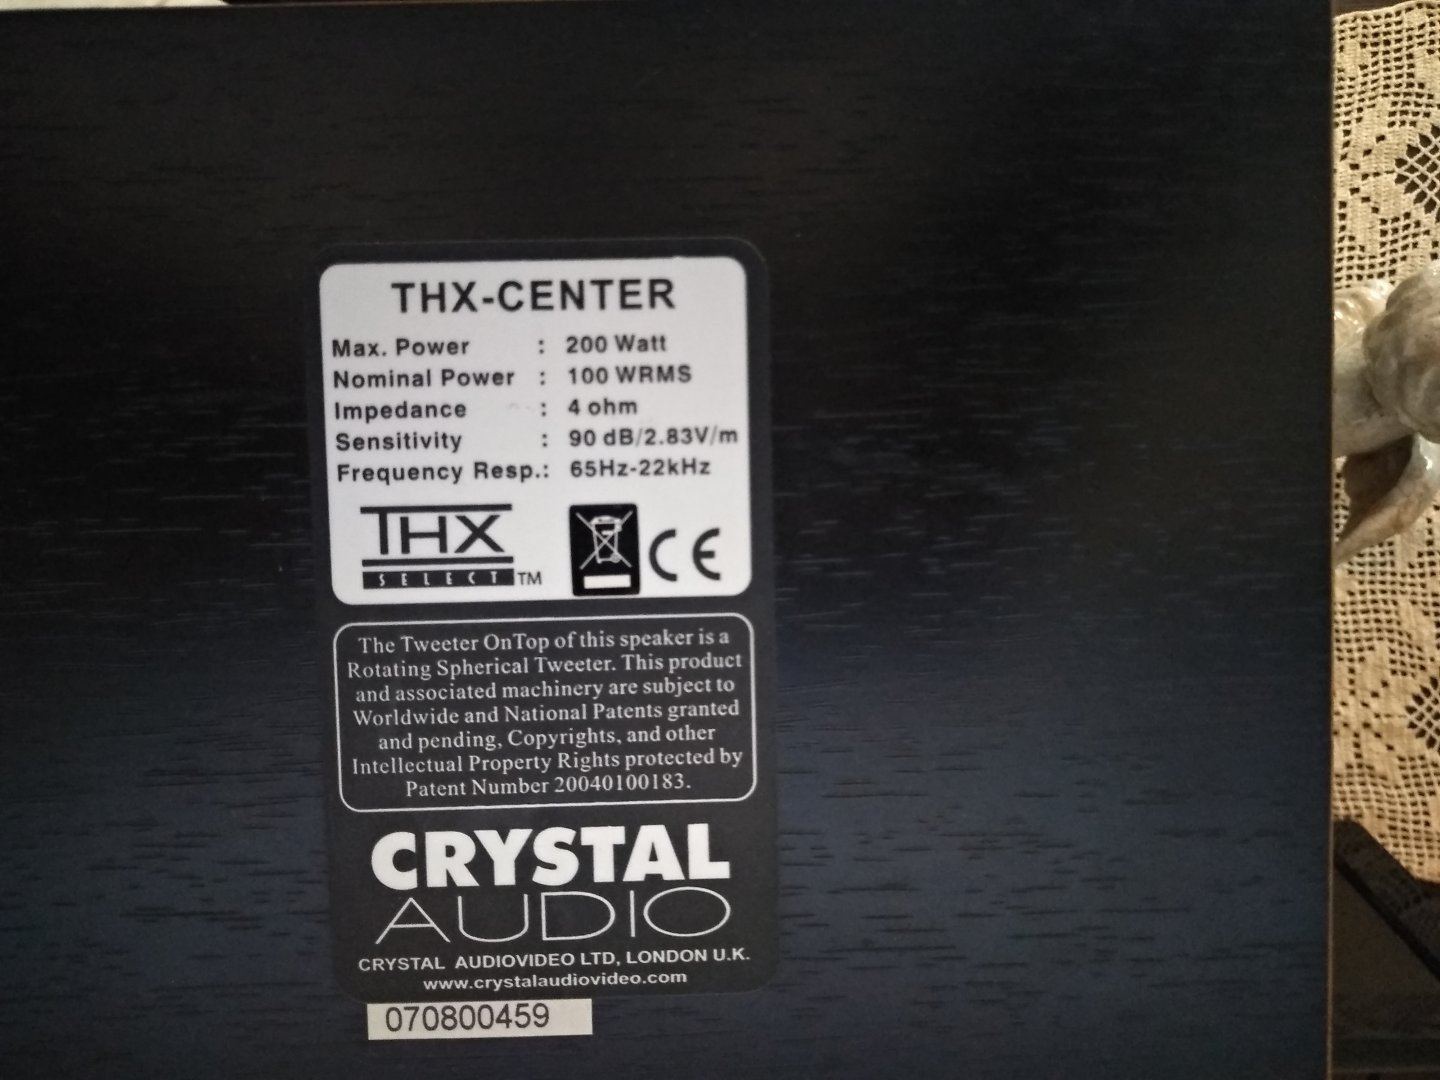 THX-CENTER
Max. Power : 200 Watt
Nominal Power : 100 WRMS
Impedance : 4 ohm
Sensitivity : 90 dB/2.83V/m
Frequency Resp.: 65Hz-22kHz
THX
SELECT TM
CE
The Tweeter OnTop of this speaker is a
Rotating Spherical Tweeter. This product
and associated machinery are subject to
Worldwide and National Patents granted
and pending, Copyrights, and other
Intellectual Property Rights protected by
Patent Number 20040100183.
CRYSTAL
AUDIO
CRYSTAL AUDIOVIDEO LTD, LONDON U.K.
www.crystalaudiovideo.com
070800459